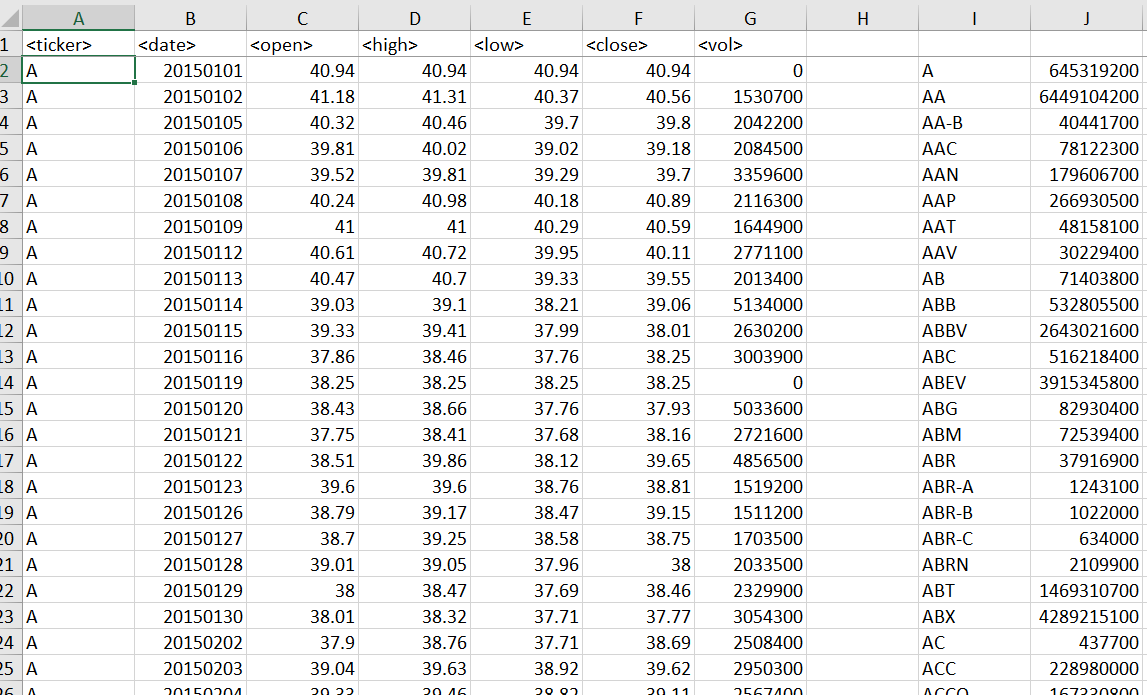 A B C D E F G H I J
1 <ticker> <date> <open> <high> <low> <close> <vol>
2 A 20150101 40.94 40.94 40.94 40.94 0 A 645319200
3 A 20150102 41.18 41.31 40.37 40.56 1530700 AA 6449104200
4 A 20150105 40.32 40.46 39.7 39.8 2042200 AA-B 40441700
5 A 20150106 39.81 40.02 39.02 39.18 2084500 AAC 78122300
6 A 20150107 39.52 39.81 39.29 39.7 3359600 AAN 179606700
7 A 20150108 40.24 40.98 40.18 40.89 2116300 AAP 266930500
8 A 20150109 41 41 40.29 40.59 1644900 AAT 48158100
9 A 20150112 40.61 40.72 39.95 40.11 2771100 AAV 30229400
10 A 20150113 40.47 40.7 39.33 39.55 2013400 AB 71403800
11 A 20150114 39.03 39.1 38.21 39.06 5134000 ABB 532805500
12 A 20150115 39.33 39.41 37.99 38.01 2630200 ABBV 2643021600
13 A 20150116 37.86 38.46 37.76 38.25 3003900 ABC 516218400
14 A 20150119 38.25 38.25 38.25 38.25 0 ABEV 3915345800
15 A 20150120 38.43 38.66 37.76 37.93 5033600 ABG 82930400
16 A 20150121 37.75 38.41 37.68 38.16 2721600 ABM 72539400
17 A 20150122 38.51 39.86 38.12 39.65 4856500 ABR 37916900
18 A 20150123 39.6 39.6 38.76 38.81 1519200 ABR-A 1243100
19 A 20150126 38.79 39.17 38.47 39.15 1511200 ABR-B 1022000
20 A 20150127 38.7 39.25 38.58 38.75 1703500 ABR-C 634000
21 A 20150128 39.01 39.05 37.96 38 2033500 ABRN 2109900
22 A 20150129 38 38.47 37.69 38.46 2329900 ABT 1469310700
23 A 20150130 38.01 38.32 37.71 37.77 3054300 ABX 4289215100
24 A 20150202 37.9 38.76 37.71 38.69 2508400 AC 437700
25 A 20150203 39.04 39.63 38.92 39.62 2950300 ACC 228980000
26 A 20150204 39.33 39.46 38.82 39.11 2567400 ACCO 167330800